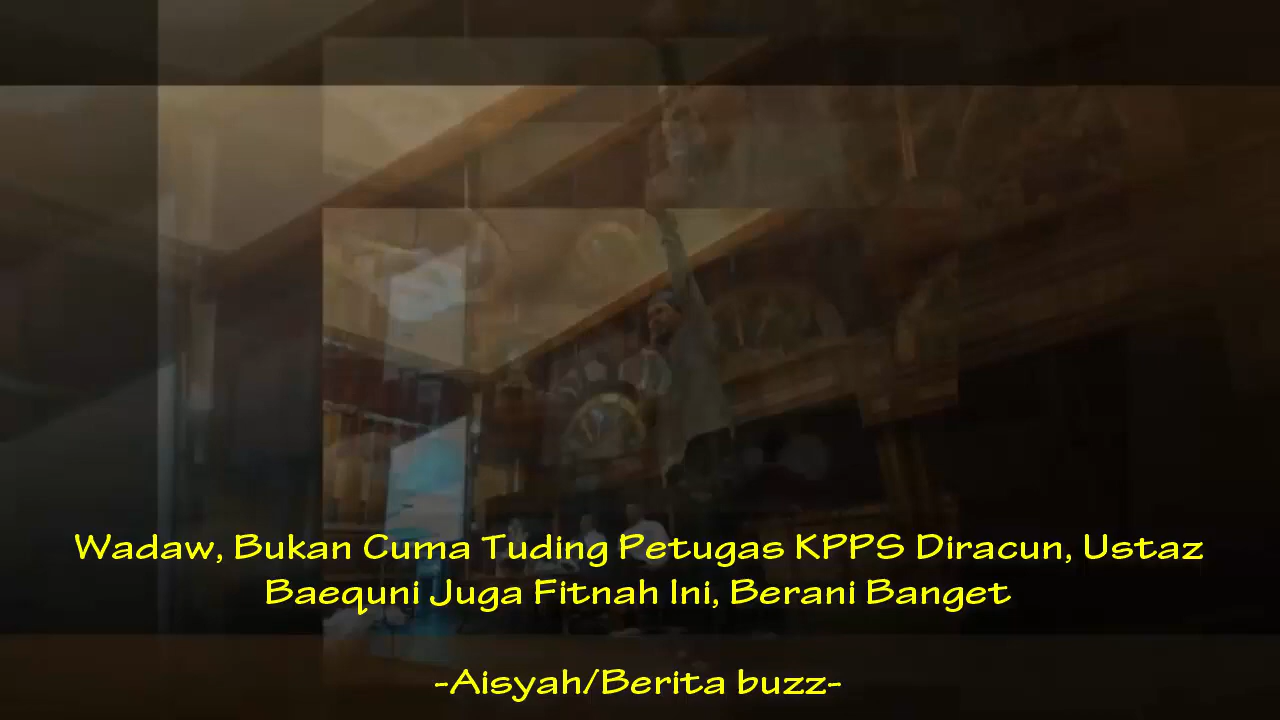 Wadaw, Bukan Cuma Tuding Petugas KPPS Diracun, Ustaz
Baequni Juga Fitnah Ini, Berani Banget
-Aisyah/Berita buzz-